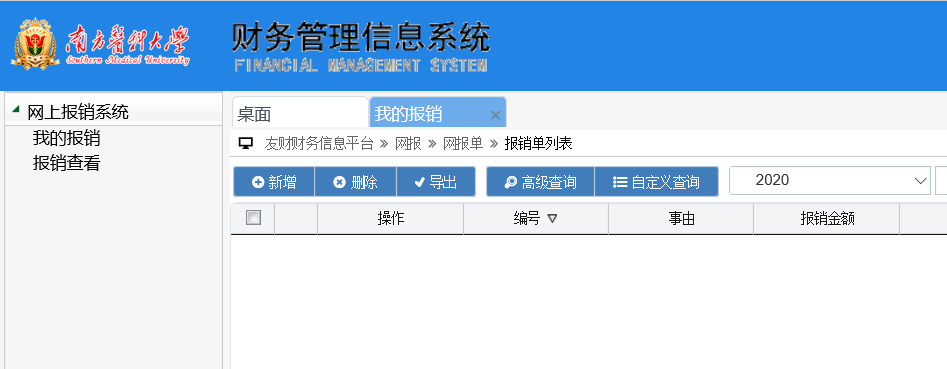 南方医科大学
Southern Medical University
财务管理信息系统
FINANCIAL MANAGEMENT SYSTEM
网上报销系统
我的报销
报销查看
桌面 我的报销 ×
友财财务信息平台 » 网报 » 网报单 » 报销单列表
新增 删除 导出 高级查询 自定义查询 2020
操作 编号 事由 报销金额